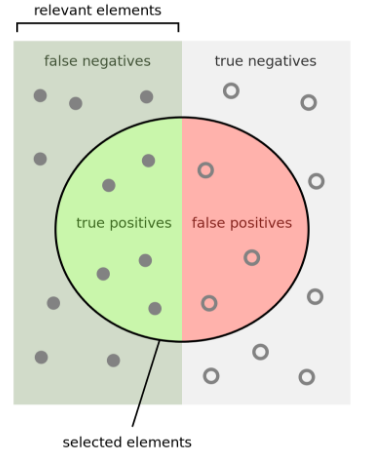 relevant elements
false negatives
true negatives
true positives
false positives
selected elements